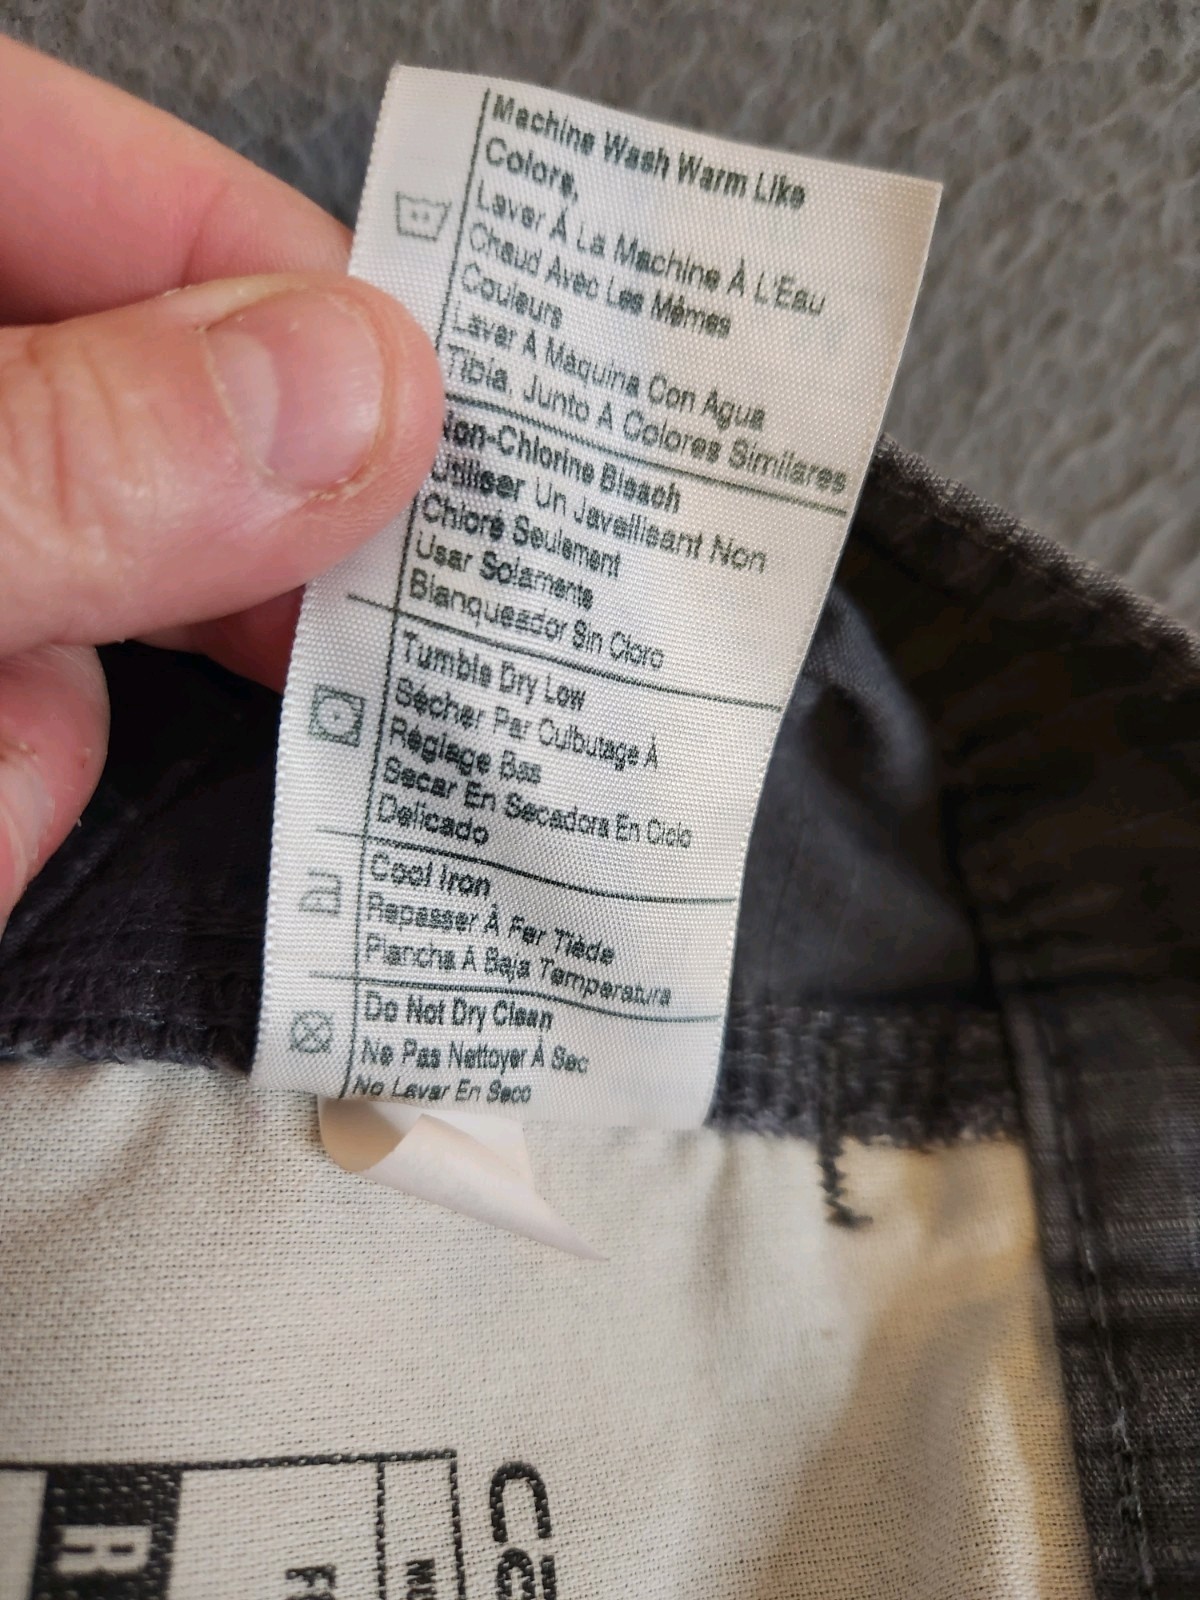 Machine Wash Warm Like
Colors,
Laver À La Machine À L'Eau
Chaud Avec Les Mêmes
Couleurs
Lavar A Maquina Con Agua
Tibia, Junto A Colores Similares
Non-Chlorine Bleach
Utiliser Un Javellisant Non
Chloré Seulement
Usar Solamente
Blanqueador Sin Cloro
Tumble Dry Low
Sécher Par Culbutage À
Réglage Bas
Secar En Secadora En Ciclo
Delicado
Cool Iron
Repasser À Fer Tiède
Plancha A Baja Temperatura
Do Not Dry Clean
Ne Pas Nettoyer À Sec
No Lavar En Seco
R